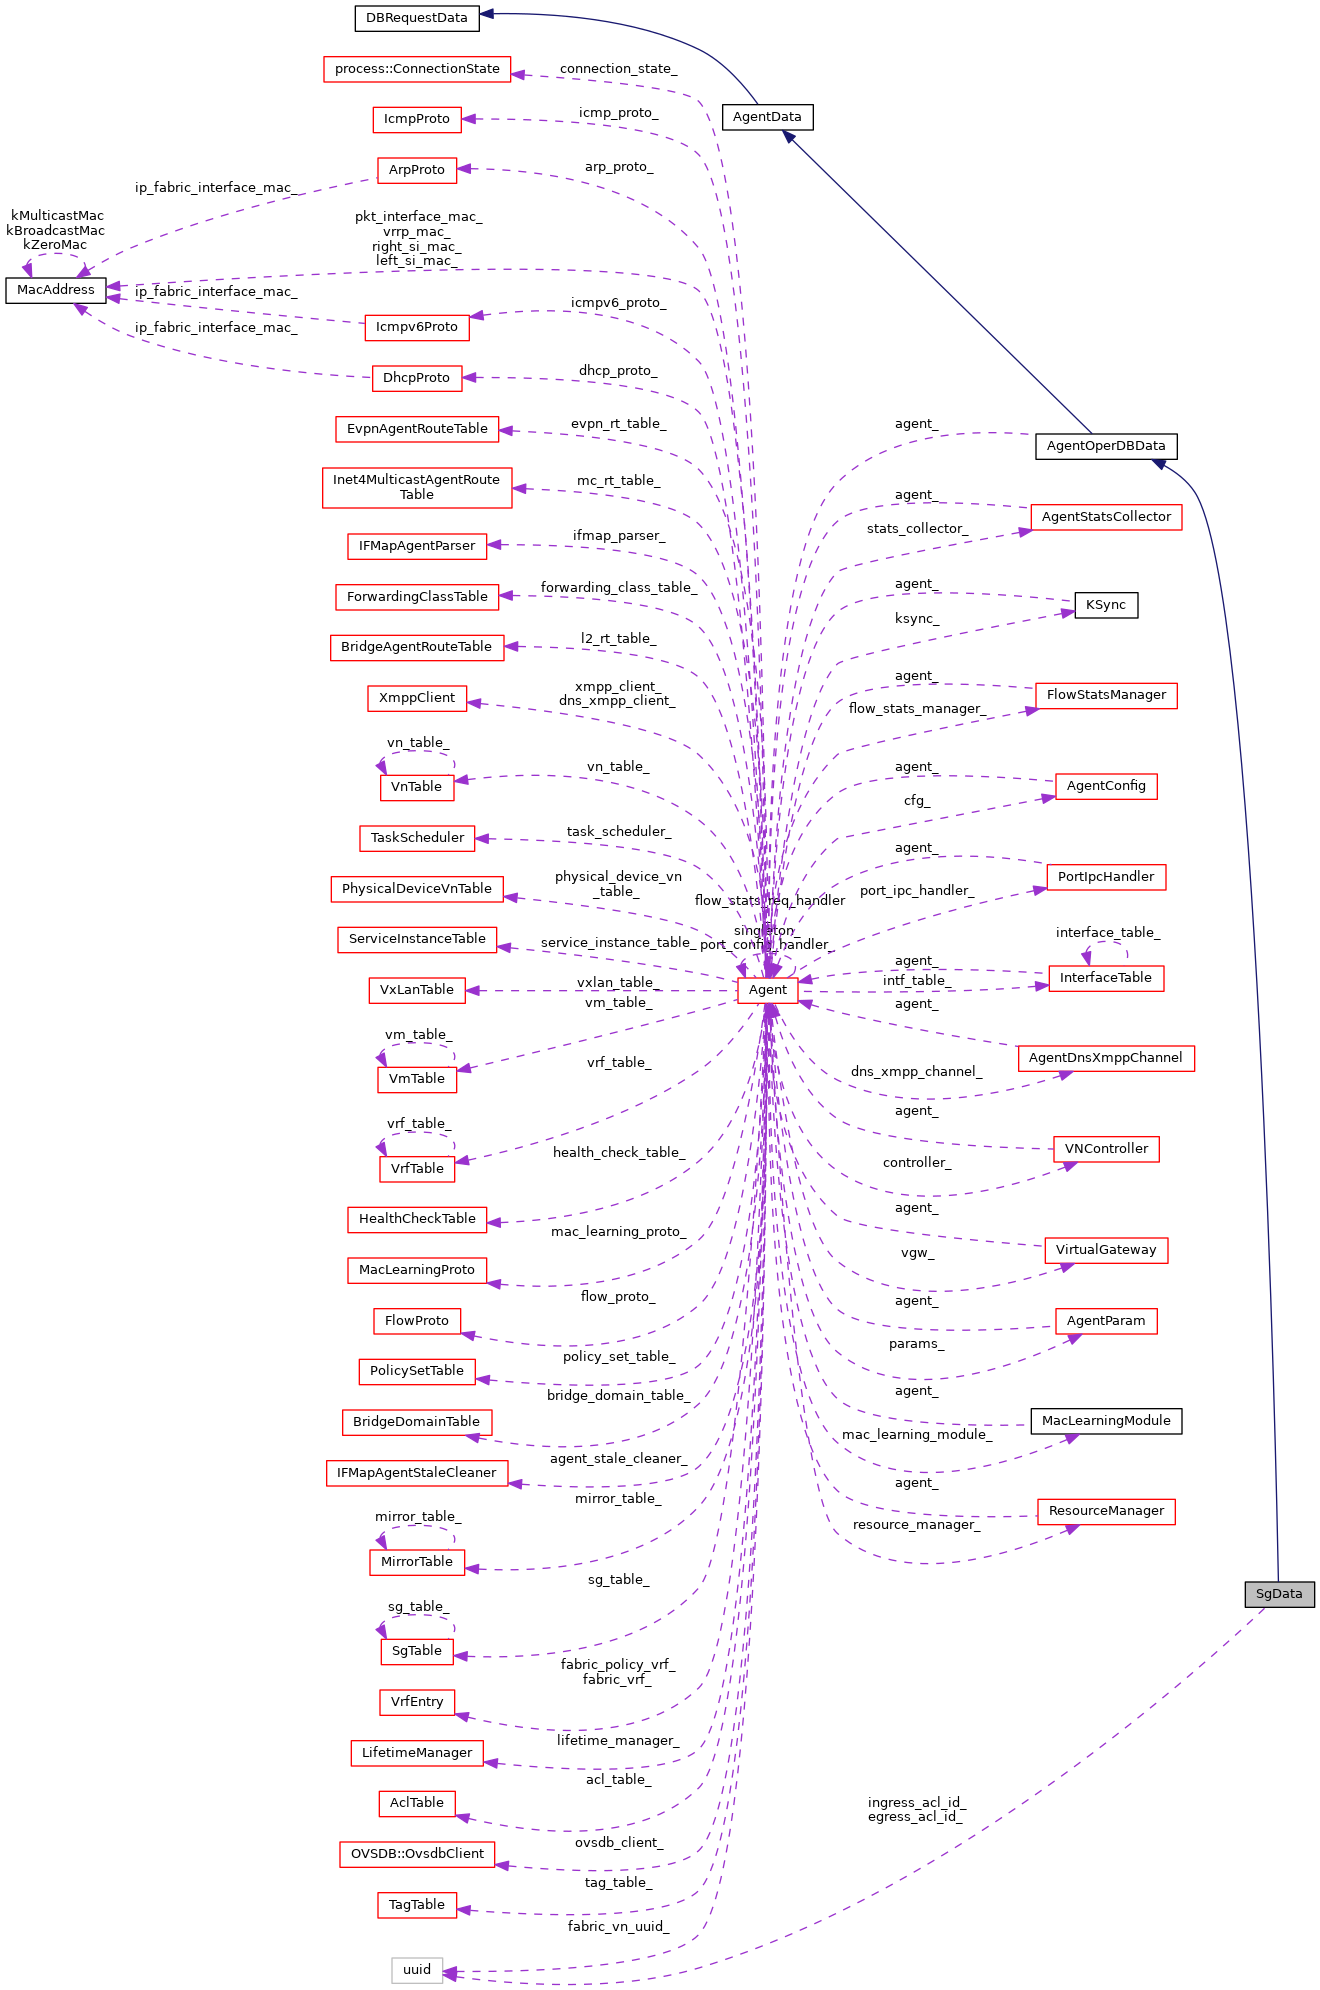 DBRequestData
process::ConnectionState
connection_state_
AgentData
IcmpProto
icmp_proto_
ArpProto
arp_proto_
ip_fabric_interface_mac_
kMulticastMac
kBroadcastMac
kZeroMac
pkt_interface_mac_
vrrp_mac_
right_si_mac_
left_si_mac_
MacAddress
ip_fabric_interface_mac_
Icmpv6Proto
icmpv6_proto_
ip_fabric_interface_mac_
DhcpProto
dhcp_proto_
EvpnAgentRouteTable
evpn_rt_table_
agent_
AgentOperDBData
Inet4MulticastAgentRoute
Table
mc_rt_table_
agent_
AgentStatsCollector
stats_collector_
IFMapAgentParser
ifmap_parser_
ForwardingClassTable
forwarding_class_table_
agent_
KSync
ksync_
BridgeAgentRouteTable
l2_rt_table_
XmppClient
xmpp_client_
dns_xmpp_client_
agent_
FlowStatsManager
flow_stats_manager_
vn_table_
VnTable
vn_table_
agent_
AgentConfig
cfg_
TaskScheduler
task_scheduler_
agent_
PhysicalDeviceVnTable
physical_device_vn
_table_
PortIpcHandler
port_ipc_handler_
flow_stats_req_handler
singleton_
port_config_handler_
ServiceInstanceTable
service_instance_table_
interface_table_
agent_
InterfaceTable
intf_table_
Agent
VxLanTable
vxlan_table_
vm_table_
agent_
vm_table_
VmTable
AgentDnsXmppChannel
dns_xmpp_channel_
vrf_table_
agent_
vrf_table_
VrfTable
VNController
controller_
health_check_table_
HealthCheckTable
agent_
mac_learning_proto_
MacLearningProto
VirtualGateway
vgw_
flow_proto_
FlowProto
agent_
AgentParam
params_
policy_set_table_
PolicySetTable
bridge_domain_table_
BridgeDomainTable
agent_
MacLearningModule
mac_learning_module_
agent_stale_cleaner_
IFMapAgentStaleCleaner
agent_
mirror_table_
mirror_table_
MirrorTable
ResourceManager
resource_manager_
sg_table_
SgData
sg_table_
SgTable
fabric_policy_vrf_
fabric_vrf_
VrfEntry
lifetime_manager_
LifetimeManager
acl_table_
AclTable
ingress_acl_id_
egress_acl_id_
ovsdb_client_
OVSDB::OvsdbClient
tag_table_
TagTable
fabric_vn_uuid_
uuid